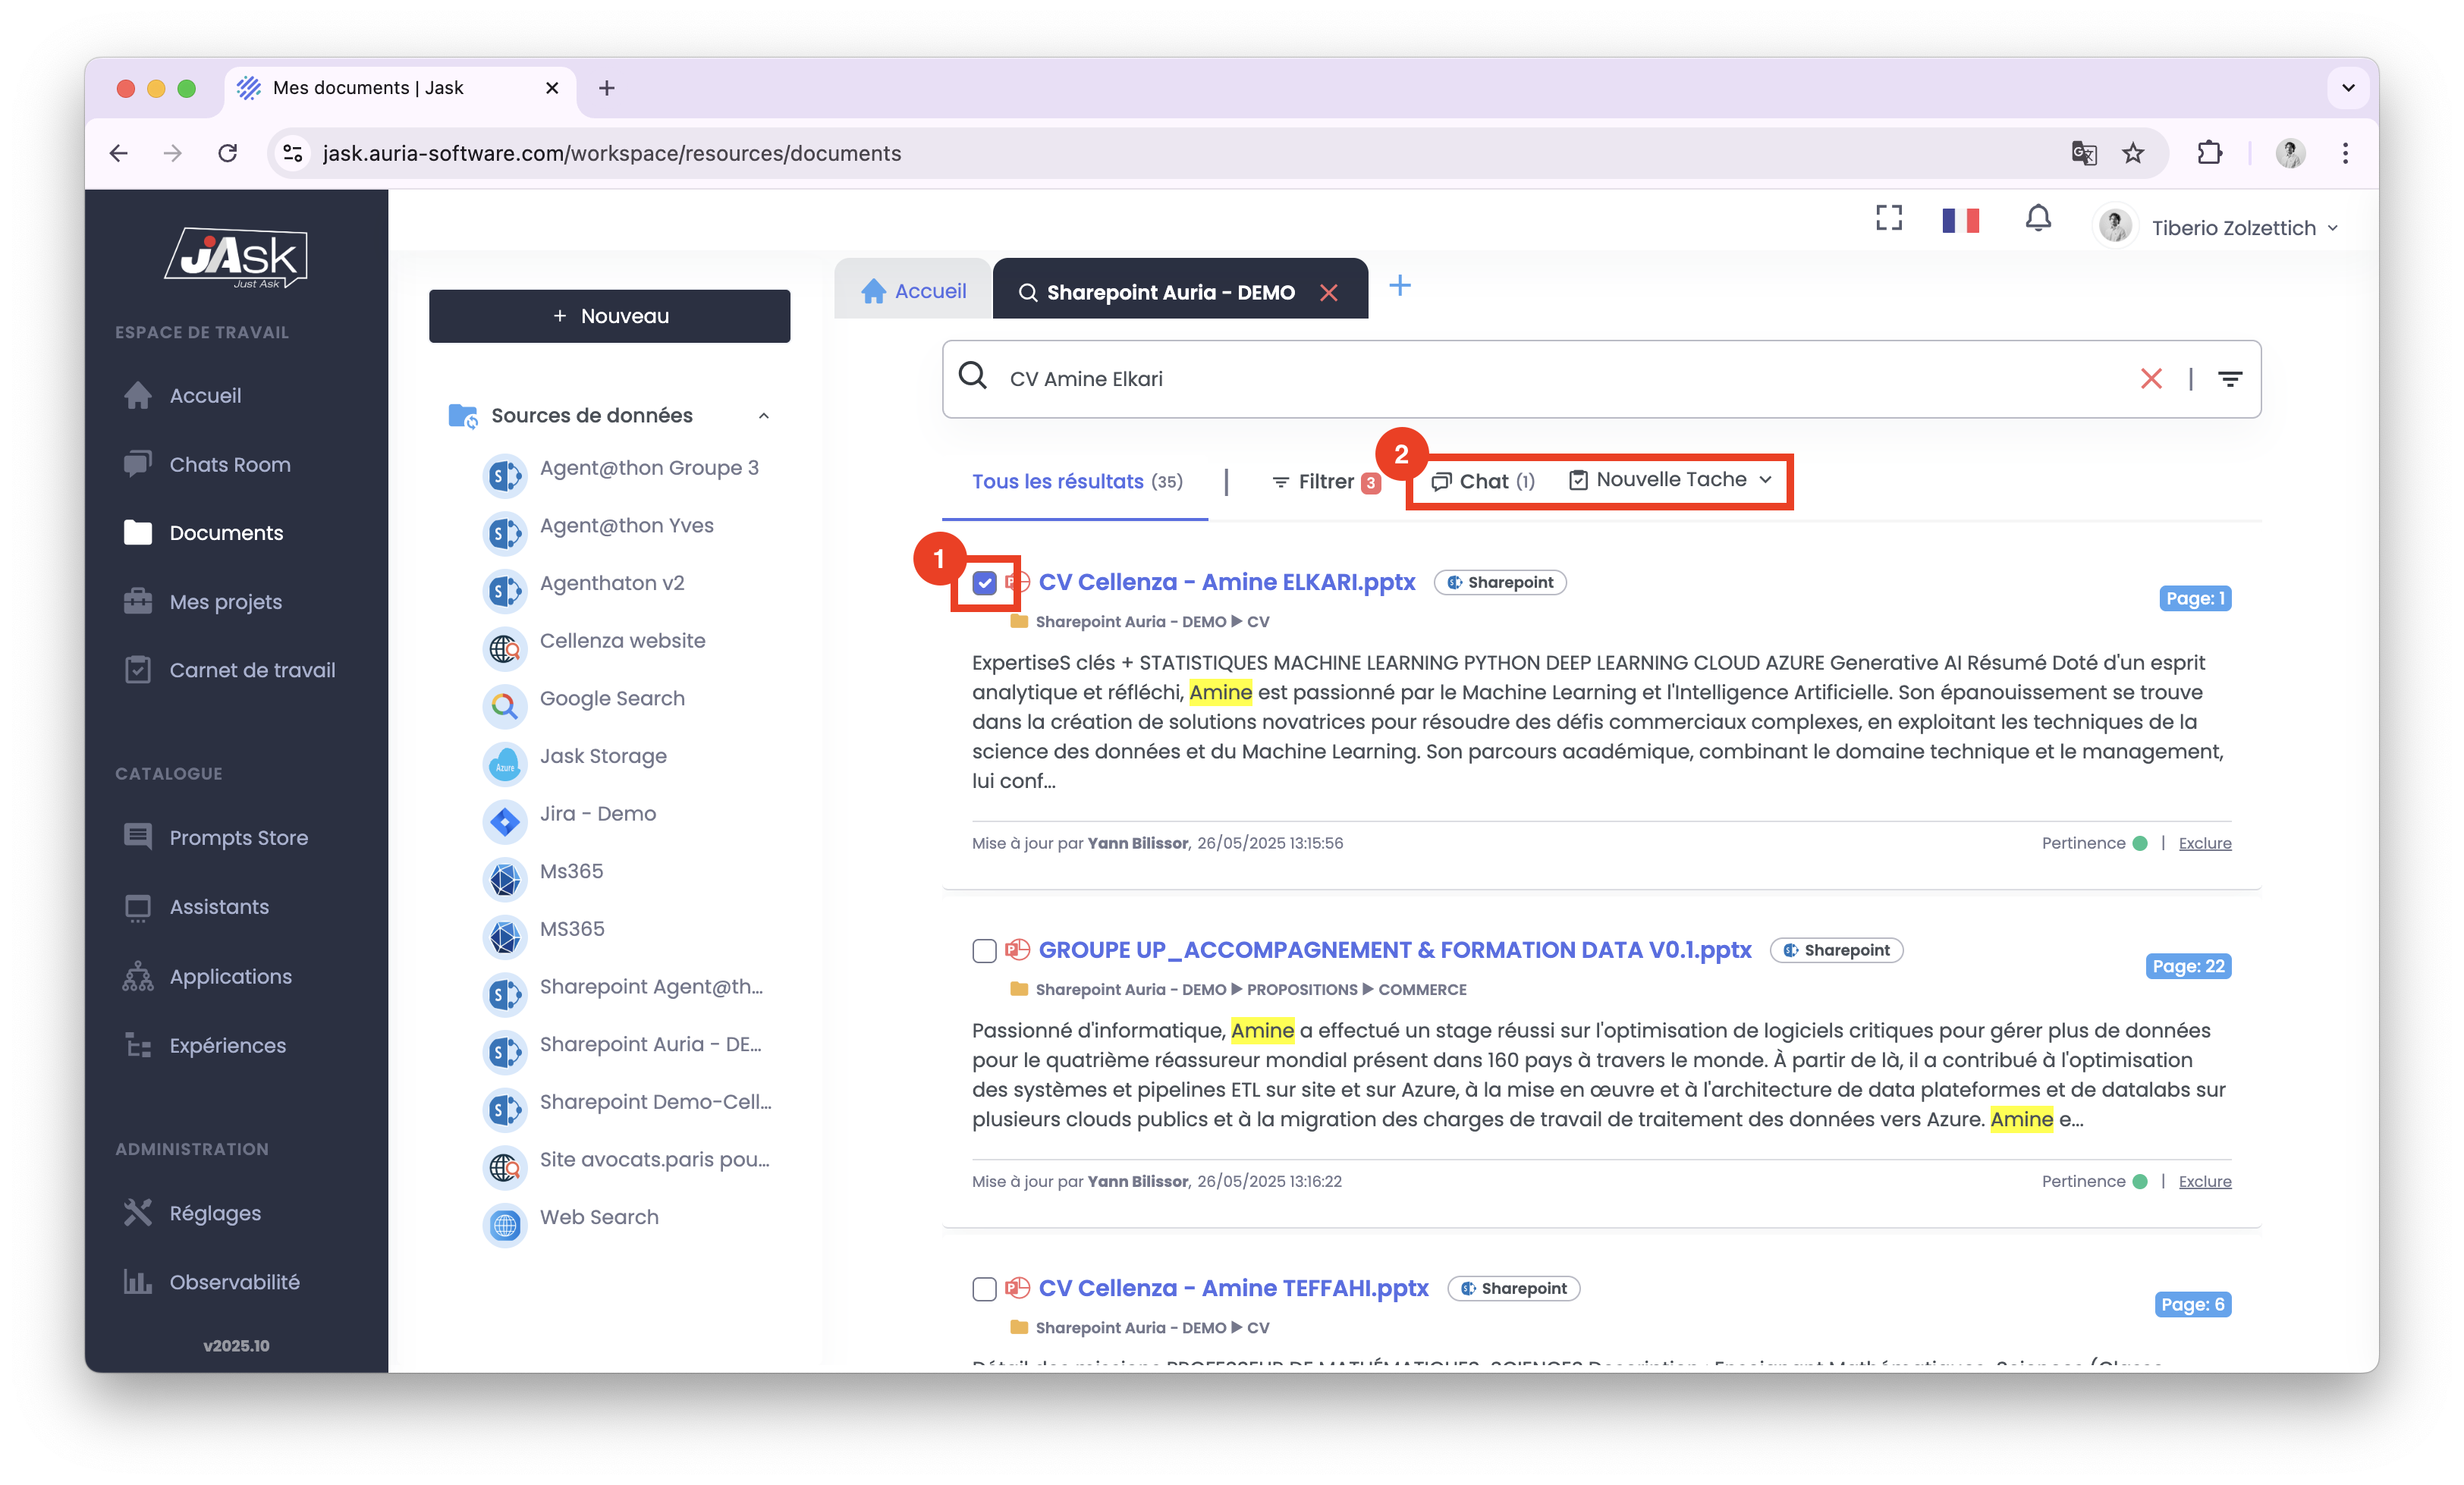 Mes documents | Jask
jask.auria-software.com/workspace/resources/documents
jAsk
Just Ask
Tiberio Zolzettich
ESPACE DE TRAVAIL
Accueil
Chats Room
Documents
Mes projets
Carnet de travail
CATALOGUE
Prompts Store
Assistants
Applications
Expériences
ADMINISTRATION
Réglages
Observabilité
v2025.10
+ Nouveau
Sources de données
Agent@thon Groupe 3
Agent@thon Yves
Agenthaton v2
Cellenza website
Google Search
Jask Storage
Azure
Jira - Demo
Ms365
MS365
Sharepoint Agent@th...
Sharepoint Auria - DE...
Sharepoint Demo-Cell...
Site avocats.paris pou...
Web Search
Accueil
Sharepoint Auria - DEMO
CV Amine Elkari
Tous les résultats (35) | Filtrer 3
2
Chat (1) Nouvelle Tache
1
CV Cellenza - Amine ELKARI.pptx Sharepoint
Page: 1
Sharepoint Auria - DEMO ▶ CV
ExpertiseS clés + STATISTIQUES MACHINE LEARNING PYTHON DEEP LEARNING CLOUD AZURE Generative AI Résumé Doté d'un esprit
analytique et réfléchi, Amine est passionné par le Machine Learning et l'Intelligence Artificielle. Son épanouissement se trouve
dans la création de solutions novatrices pour résoudre des défis commerciaux complexes, en exploitant les techniques de la
science des données et du Machine Learning. Son parcours académique, combinant le domaine technique et le management,
lui conf...
Mise à jour par Yann Bilissor, 26/05/2025 13:15:56
Pertinence | Exclure
GROUPE UP_ACCOMPAGNEMENT & FORMATION DATA V0.1.pptx Sharepoint
Page: 22
Sharepoint Auria - DEMO ▶ PROPOSITIONS ▶ COMMERCE
Passionné d'informatique, Amine a effectué un stage réussi sur l'optimisation de logiciels critiques pour gérer plus de données
pour le quatrième réassureur mondial présent dans 160 pays à travers le monde. À partir de là, il a contribué à l'optimisation
des systèmes et pipelines ETL sur site et sur Azure, à la mise en œuvre et à l'architecture de data plateformes et de datalabs sur
plusieurs clouds publics et à la migration des charges de travail de traitement des données vers Azure. Amine e...
Mise à jour par Yann Bilissor, 26/05/2025 13:16:22
Pertinence | Exclure
CV Cellenza - Amine TEFFAHI.pptx Sharepoint
Page: 6
Sharepoint Auria - DEMO ▶ CV